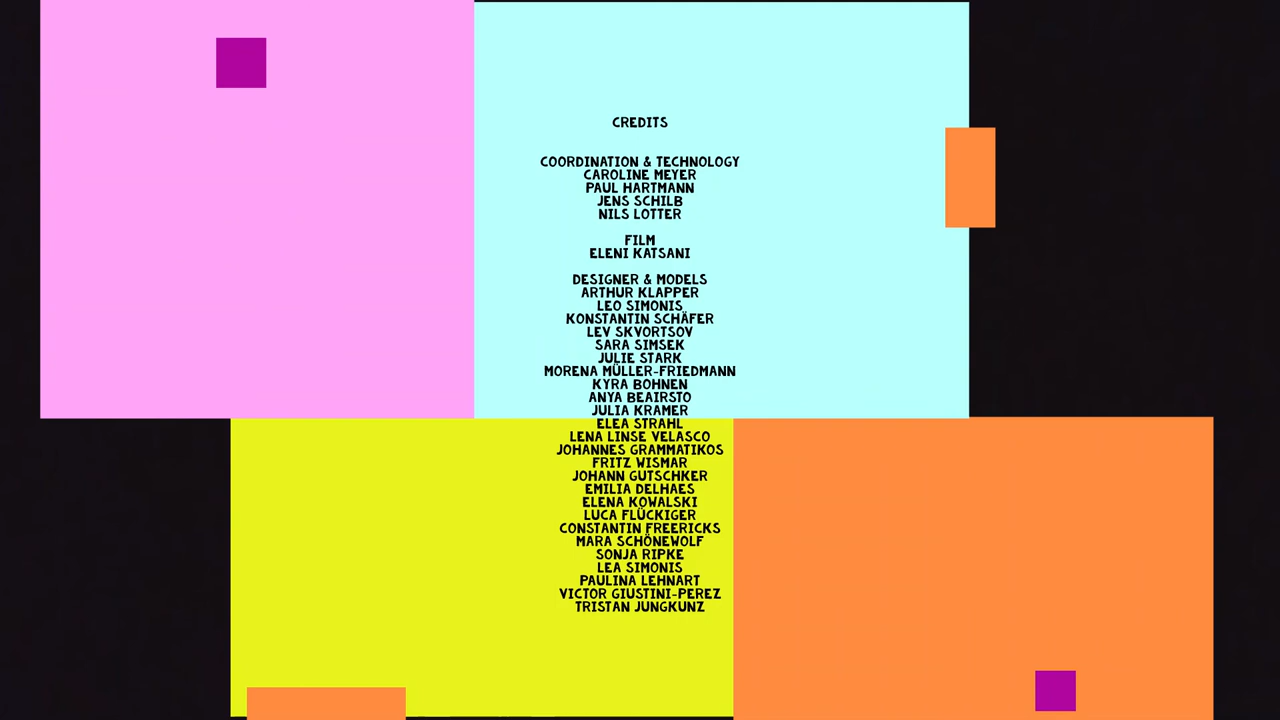 CREDITS
COORDINATION & TECHNOLOGY
CAROLINE MEYER
PAUL HARTMANN
JENS SCHILB
NILS LOTTER
FILM
ELENI KATSANI
DESIGNER & MODELS
ARTHUR KLAPPER
LEO SIMONIS
KONSTANTIN SCHÄFER
LEV SKVORTSOV
SARA SIMSEK
JULIE STARK
MORENA MÜLLER-FRIEDMANN
KYRA BOHNEN
ANYA BEAIRSTO
JULIA KRAMER
ELEA STRAHL
LENA LINSE VELASCO
JOHANNES GRAMMATIKOS
FRITZ WISMAR
JOHANN GUTSCHKER
EMILIA DELHAES
ELENA KOWALSKI
LUCA FLÜCKIGER
CONSTANTIN FREERICKS
MARA SCHÖNEWOLF
SONJA RIPKE
LEA SIMONIS
PAULINA LEHNART
VICTOR GIUSTINI-PEREZ
TRISTAN JUNGKUNZ